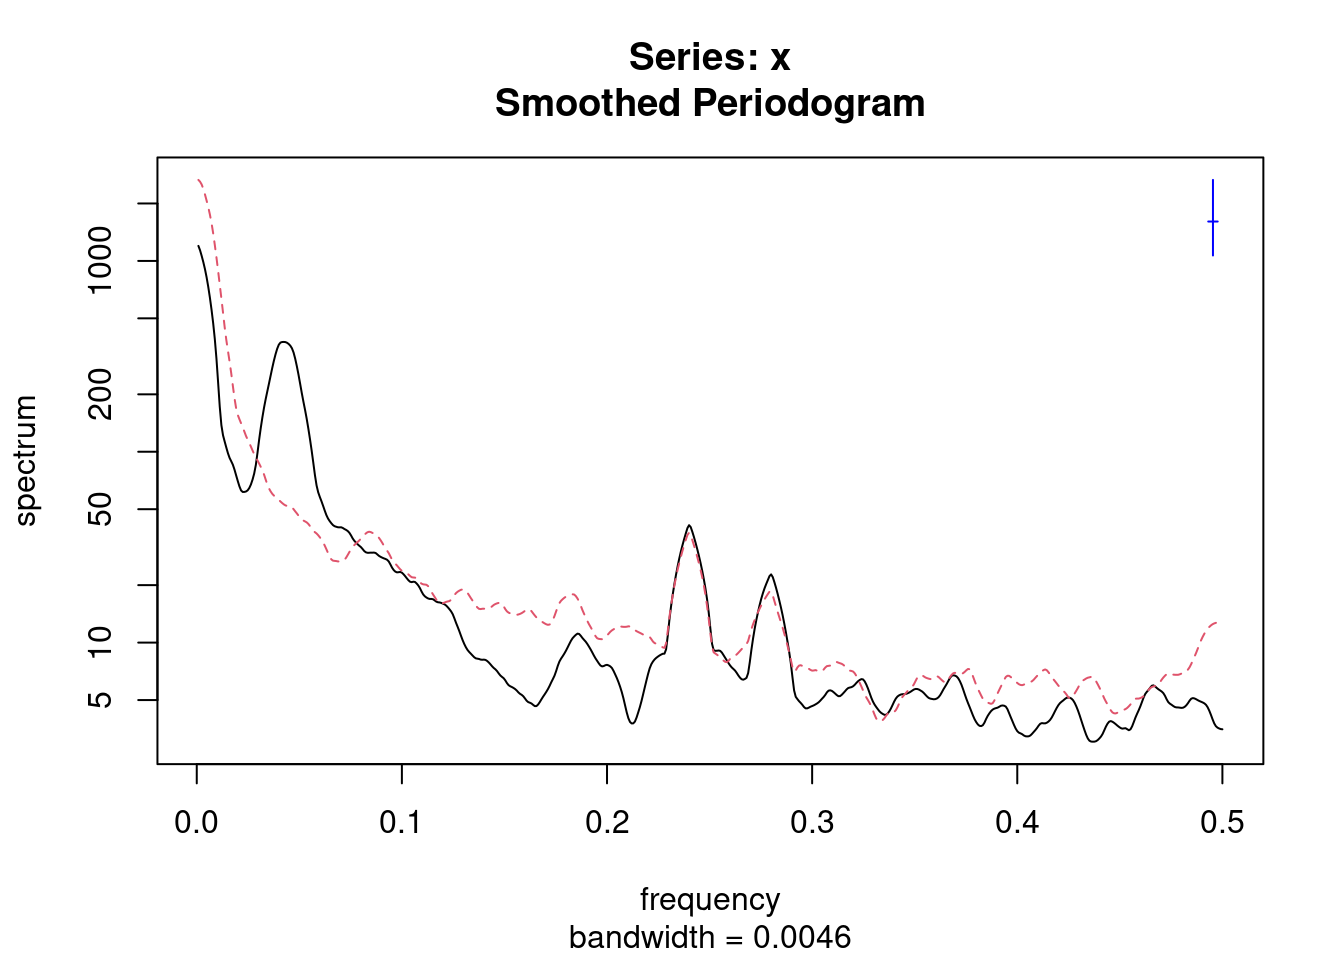 Series: x
Smoothed Periodogram
spectrum
1000
200
50
10
5
0.0 0.1 0.2 0.3 0.4 0.5
frequency
bandwidth = 0.0046